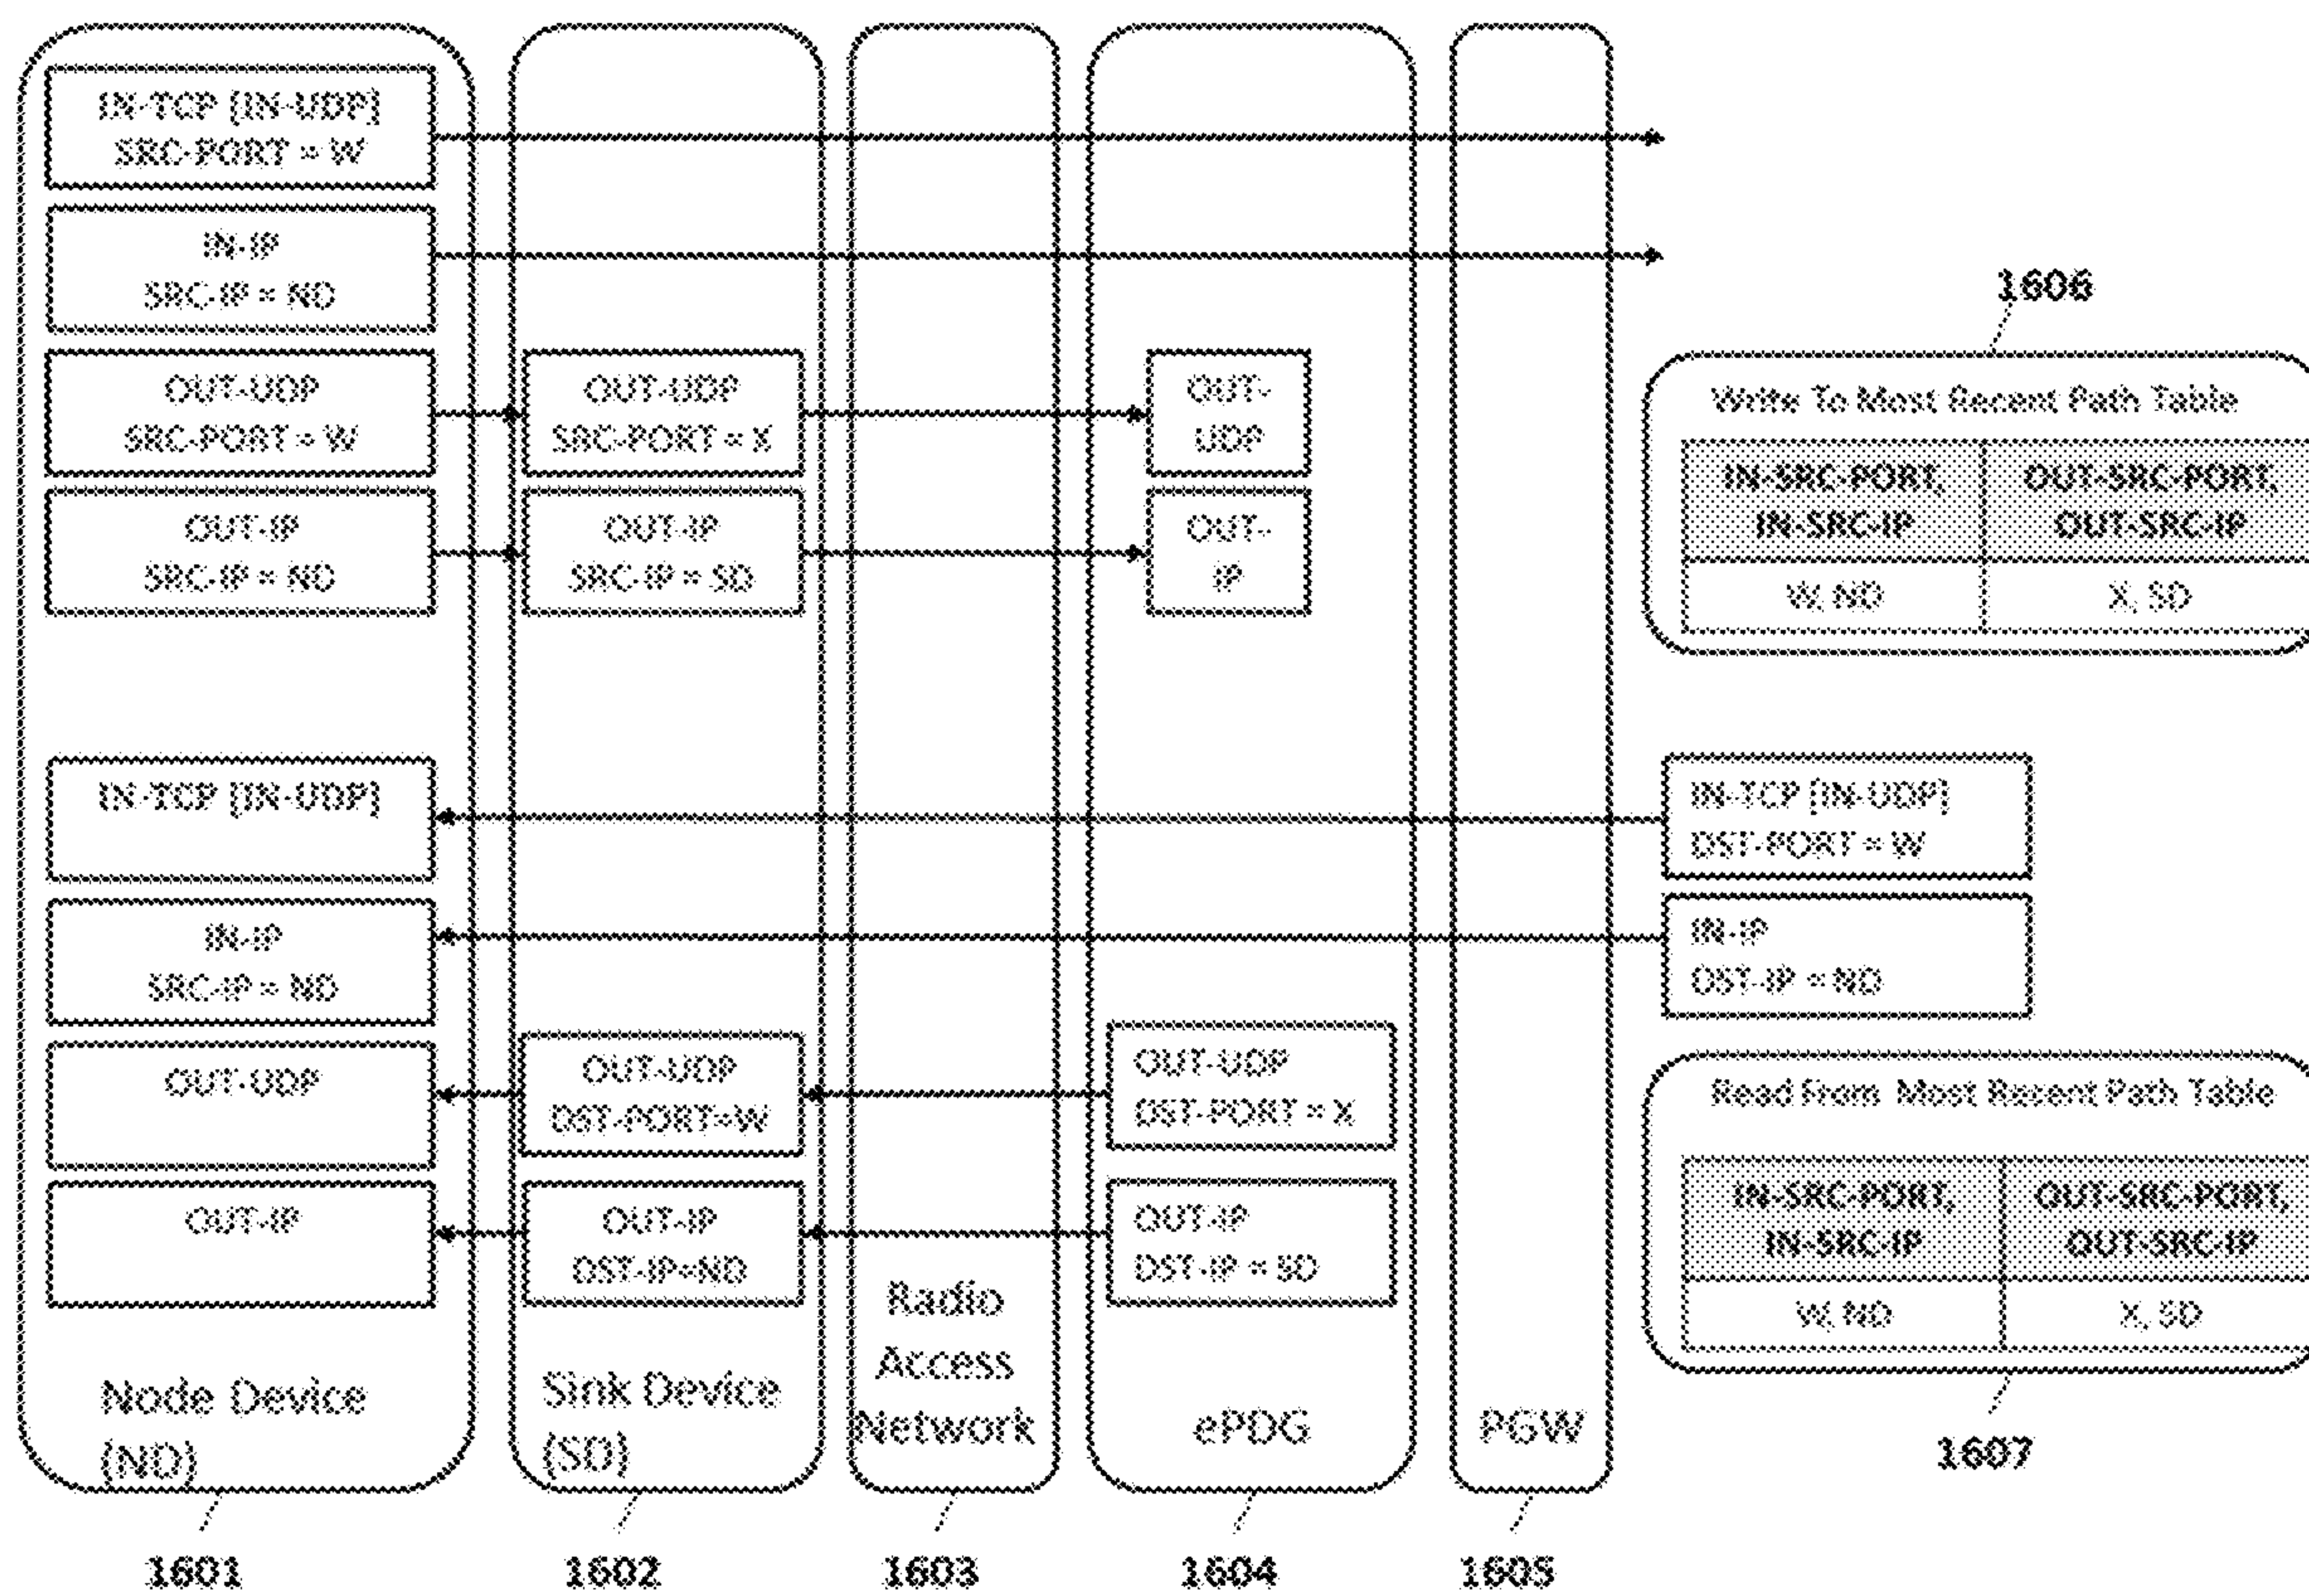 IN-TCP [IN-UDP]
SRC-PORT = W
IN-IP
SRC-IP = ND
OUT-UDP
SRC-PORT = W
OUT-IP
SRC-IP = ND
OUT-UDP
SRC-PORT = X
OUT-IP
SRC-IP = SD
OUT-
UDP
OUT-
IP
1606
Write To Most Recent Path Table
IN-SRC-PORT,
IN-SRC-IP
OUT-SRC-PORT,
OUT-SRC-IP
W, ND
X, SD
IN-TCP [IN-UDP]
IN-IP
SRC-IP = ND
OUT-UDP
OUT-IP
OUT-UDP
DST-PORT=W
OUT-IP
DST-IP=ND
OUT-UDP
DST-PORT = X
OUT-IP
DST-IP = SD
IN-TCP [IN-UDP]
DST-PORT = W
IN-IP
DST-IP = ND
Read From Most Recent Path Table
IN-SRC-PORT,
IN-SRC-IP
OUT-SRC-PORT,
OUT-SRC-IP
W, ND
X, SD
1607
Node Device
(ND)
Sink Device
(SD)
Radio
Access
Network
ePDG
PGW
1601
1602
1603
1604
1605